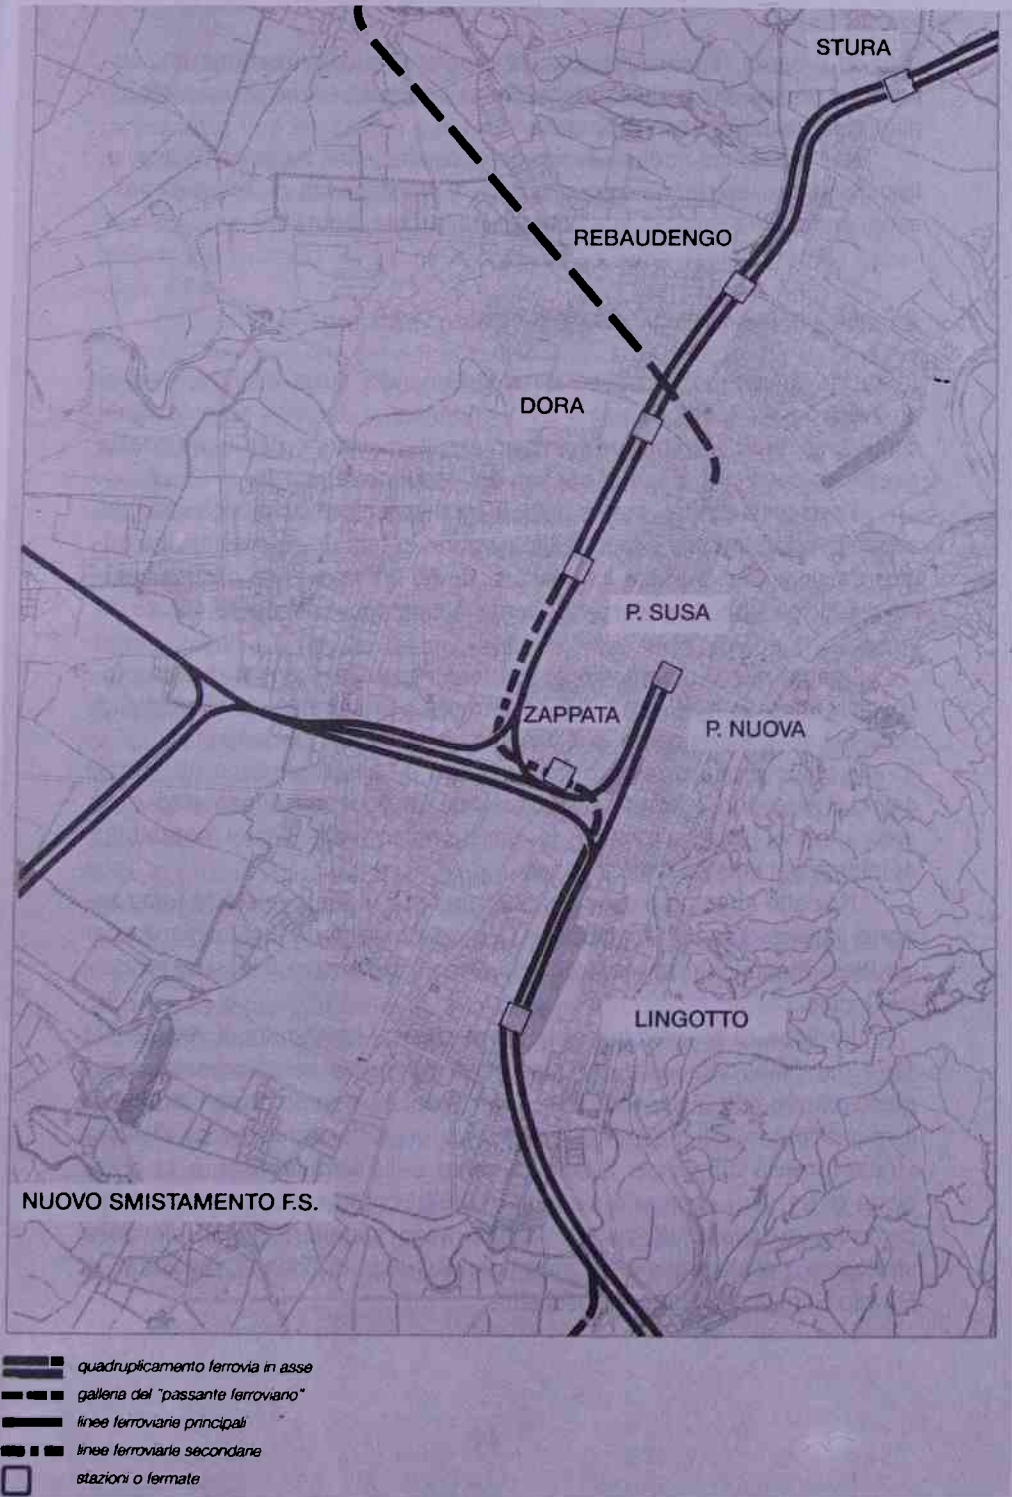 STURA
REBAUDENGO
DORA
P. SUSA
ZAPPATA
P. NUOVA
LINGOTTO
NUOVO SMISTAMENTO F.S.
quadruplicamento ferrovia in asse
galleria del "passante ferroviario"
linee ferroviarie principali
linee ferroviarie secondarie
stazioni o fermate